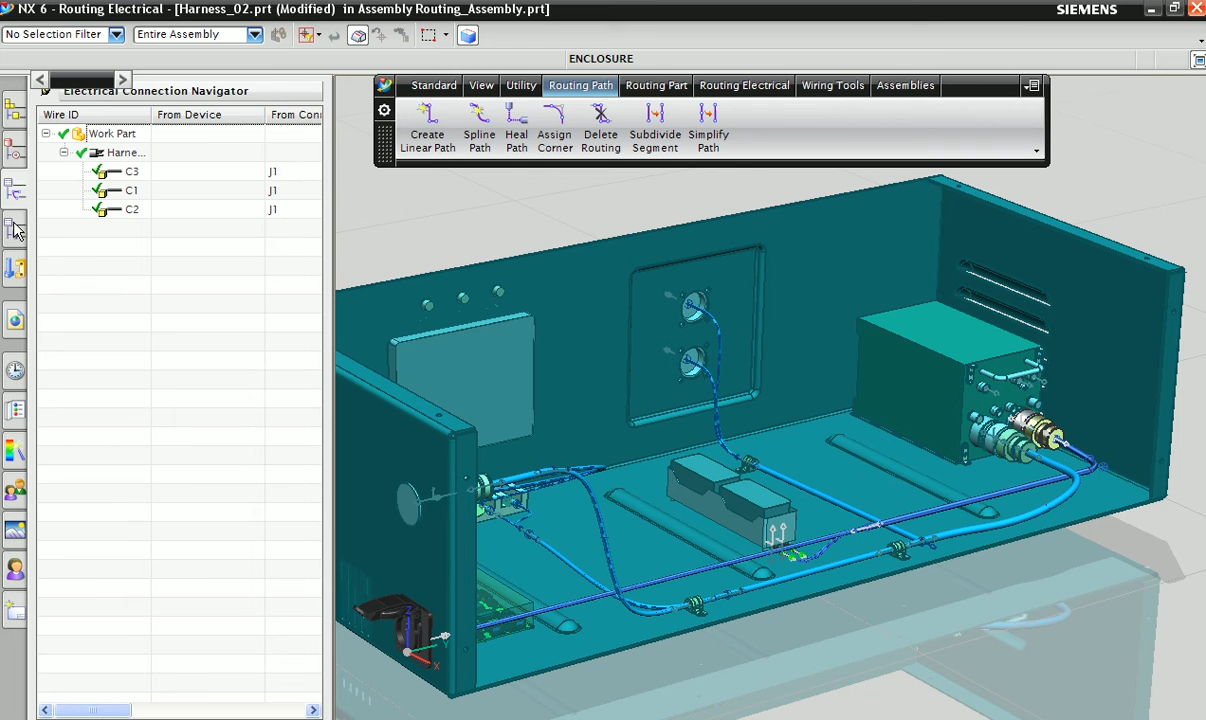 NX 6 - Routing Electrical - [Harness_02.prt (Modified) in Assembly Routing_Assembly.prt]
SIEMENS
No Selection Filter
Entire Assembly
ENCLOSURE
Electrical Connection Navigator
Wire ID From Device From Conn
Work Part
Harne...
C3 J1
C1 J1
C2 J1
Standard View Utility Routing Path Routing Part Routing Electrical Wiring Tools Assemblies
Create Linear Path
Spline Path
Heal Path
Assign Corner
Delete Routing
Subdivide Segment
Simplify Path
Z
Y
X